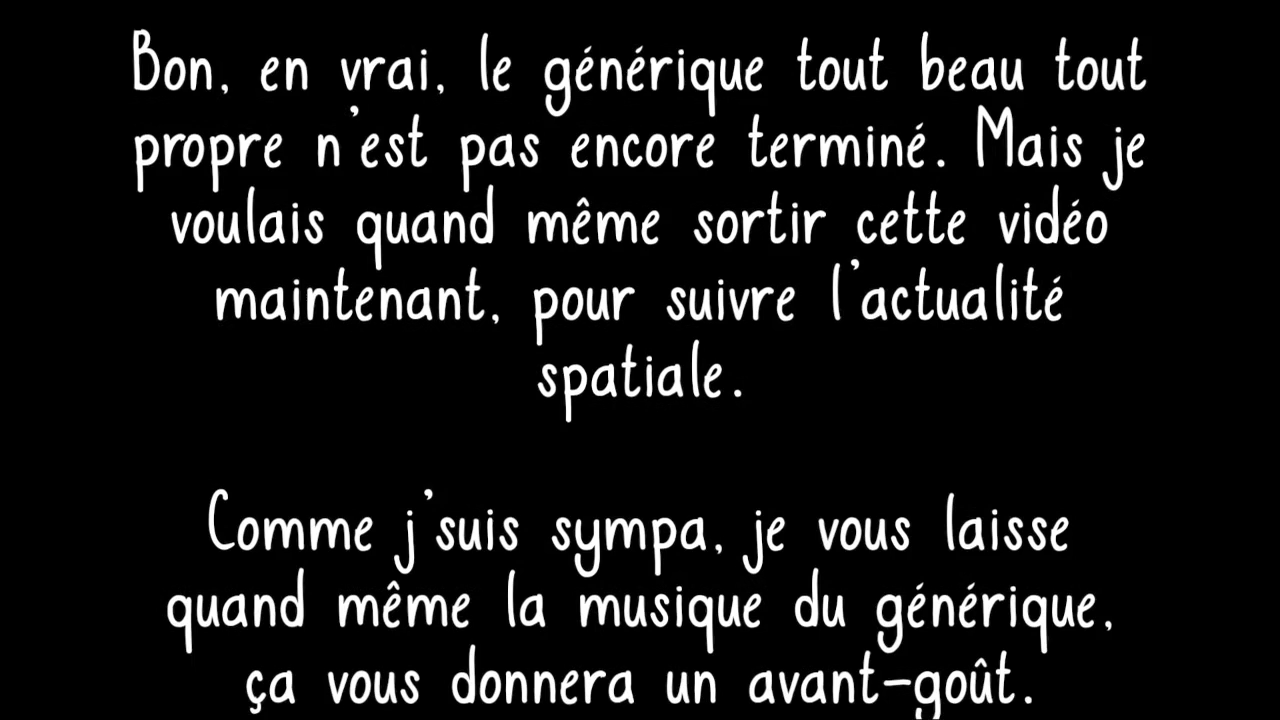 Bon, en vrai, le générique tout beau tout
propre n'est pas encore terminé. Mais je
voulais quand même sortir cette vidéo
maintenant, pour suivre l'actualité
spatiale.
Comme j'suis sympa, je vous laisse
quand même la musique du générique,
ça vous donnera un avant-goût.